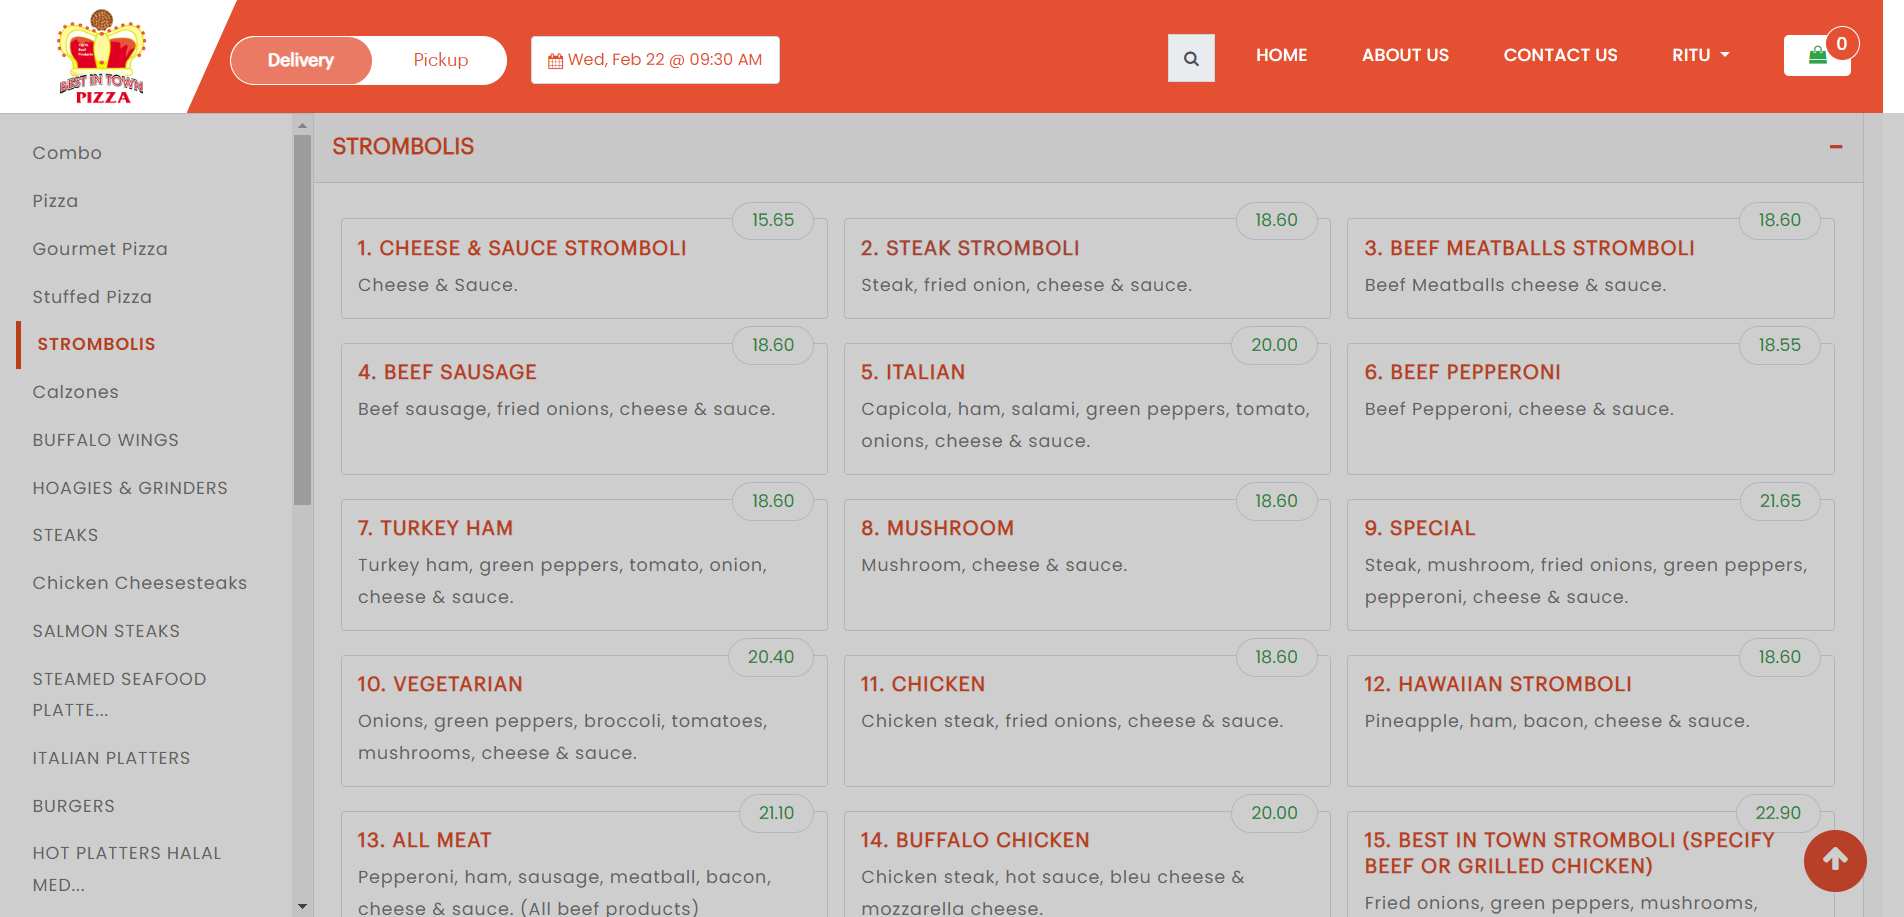 BEST IN TOWN
PIZZA
Delivery
Pickup
Wed, Feb 22 @ 09:30 AM
HOME
ABOUT US
CONTACT US
RITU
0
Combo
Pizza
Gourmet Pizza
Stuffed Pizza
STROMBOLIS
Calzones
BUFFALO WINGS
HOAGIES & GRINDERS
STEAKS
Chicken Cheesesteaks
SALMON STEAKS
STEAMED SEAFOOD
PLATTE...
ITALIAN PLATTERS
BURGERS
HOT PLATTERS HALAL
MED...
STROMBOLIS
15.65
1. CHEESE & SAUCE STROMBOLI
Cheese & Sauce.
18.60
2. STEAK STROMBOLI
Steak, fried onion, cheese & sauce.
18.60
3. BEEF MEATBALLS STROMBOLI
Beef Meatballs cheese & sauce.
18.60
4. BEEF SAUSAGE
Beef sausage, fried onions, cheese & sauce.
20.00
5. ITALIAN
Capicola, ham, salami, green peppers, tomato,
onions, cheese & sauce.
18.55
6. BEEF PEPPERONI
Beef Pepperoni, cheese & sauce.
18.60
7. TURKEY HAM
Turkey ham, green peppers, tomato, onion,
cheese & sauce.
18.60
8. MUSHROOM
Mushroom, cheese & sauce.
21.65
9. SPECIAL
Steak, mushroom, fried onions, green peppers,
pepperoni, cheese & sauce.
20.40
10. VEGETARIAN
Onions, green peppers, broccoli, tomatoes,
mushrooms, cheese & sauce.
18.60
11. CHICKEN
Chicken steak, fried onions, cheese & sauce.
18.60
12. HAWAIIAN STROMBOLI
Pineapple, ham, bacon, cheese & sauce.
21.10
13. ALL MEAT
Pepperoni, ham, sausage, meatball, bacon,
cheese & sauce. (All beef products)
20.00
14. BUFFALO CHICKEN
Chicken steak, hot sauce, bleu cheese &
mozzarella cheese.
22.90
15. BEST IN TOWN STROMBOLI (SPECIFY
BEEF OR GRILLED CHICKEN)
Fried onions, green peppers, mushrooms,